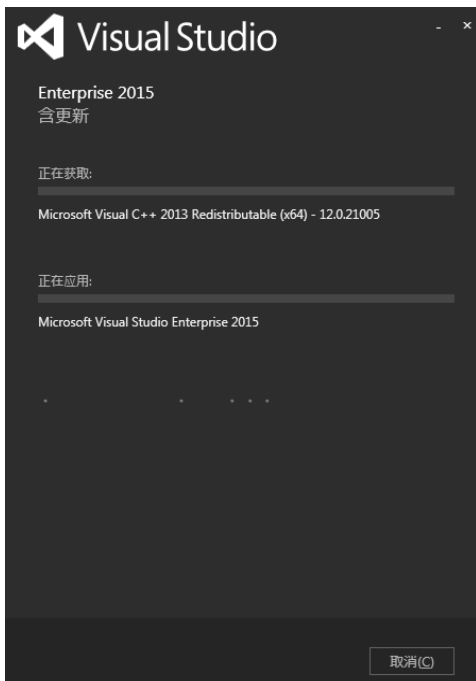 Visual Studio
Enterprise 2015
含更新
正在获取:
Microsoft Visual C++ 2013 Redistributable (x64) - 12.0.21005
正在应用:
Microsoft Visual Studio Enterprise 2015
取消(C)